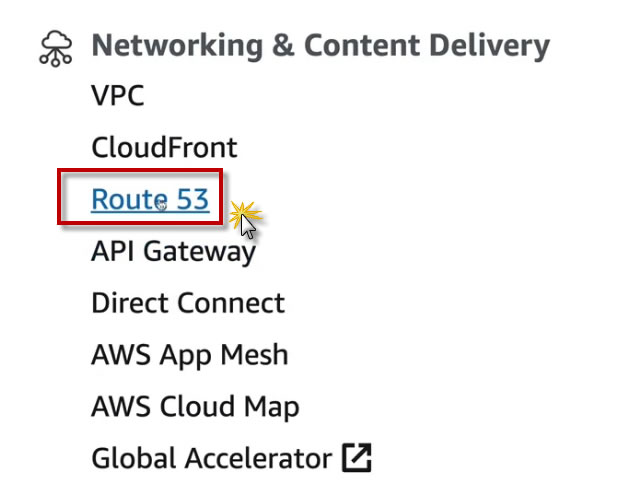 Networking & Content Delivery
VPC
CloudFront
Route 53
API Gateway
Direct Connect
AWS App Mesh
AWS Cloud Map
Global Accelerator